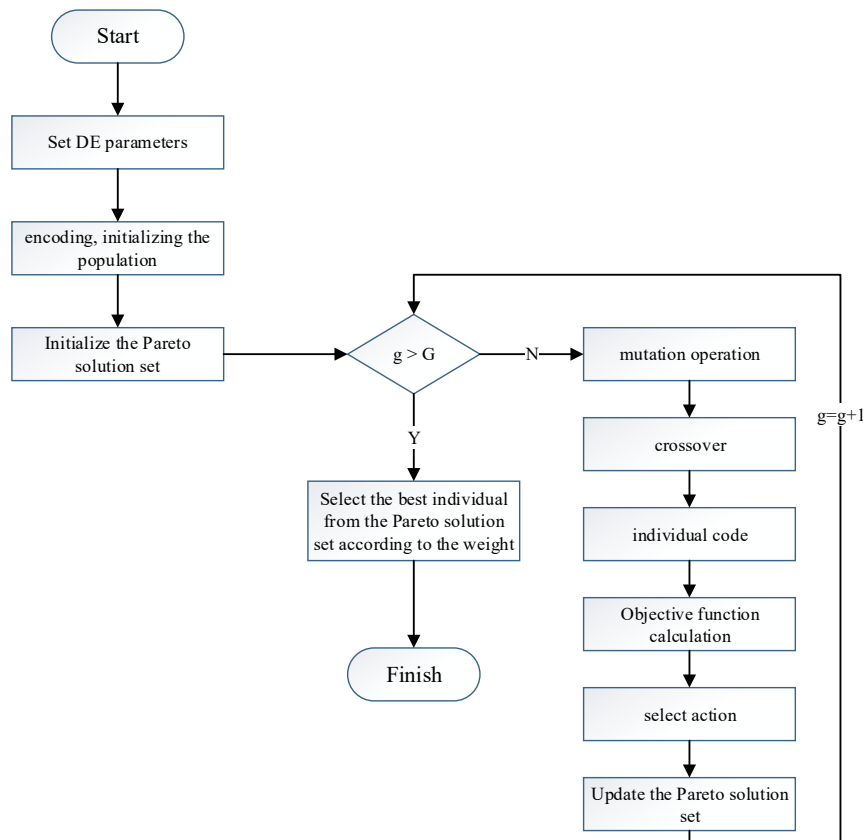 Start
Set DE parameters
encoding, initializing the
population
Initialize the Pareto
solution set
g > G
N
Y
Select the best individual
from the Pareto solution
set according to the weight
Finish
mutation operation
crossover
individual code
Objective function
calculation
select action
Update the Pareto solution
set
g=g+1